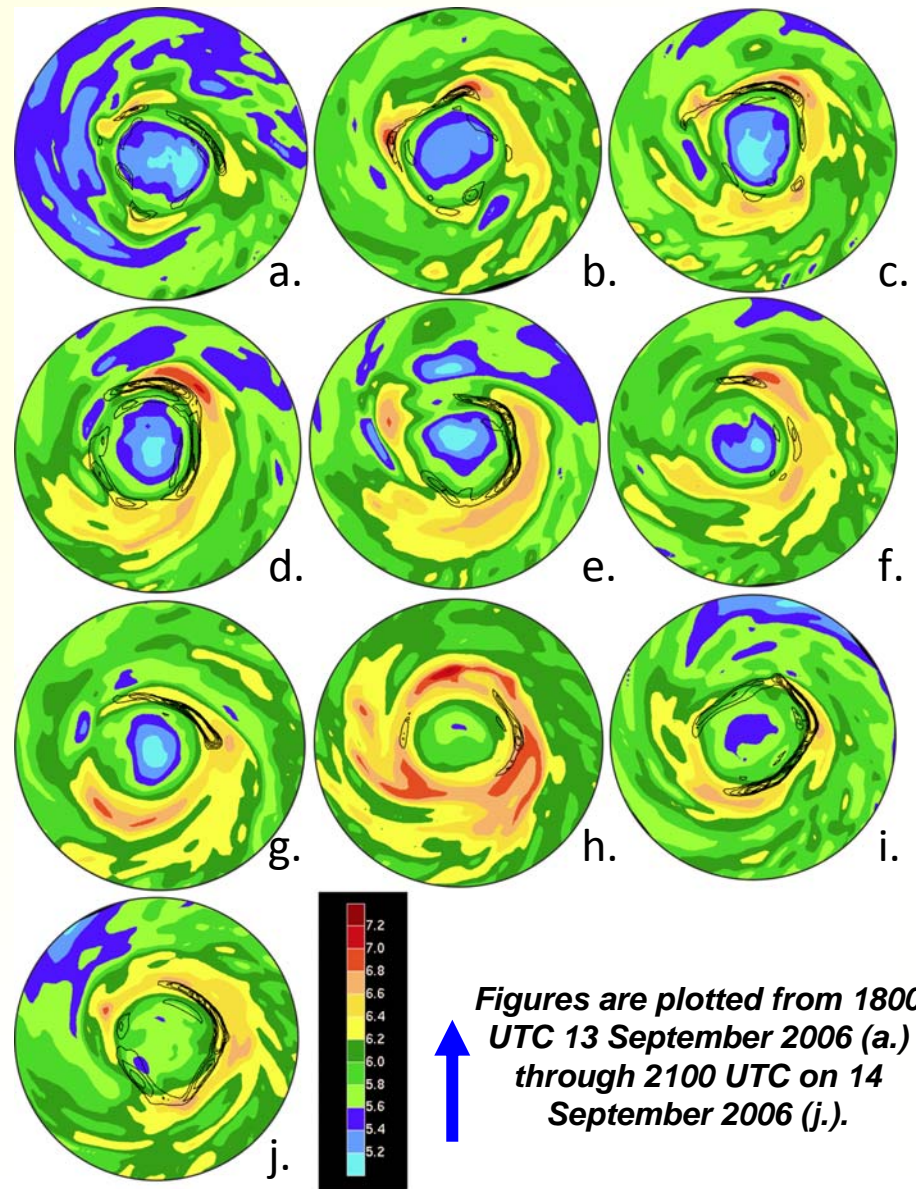 a.
b.
c.
d.
e.
f.
g.
h.
i.
j.
7.2
7.0
6.8
6.6
6.4
6.2
6.0
5.8
5.6
5.4
5.2
Figures are plotted from 1800
UTC 13 September 2006 (a.)
through 2100 UTC on 14
September 2006 (j.).